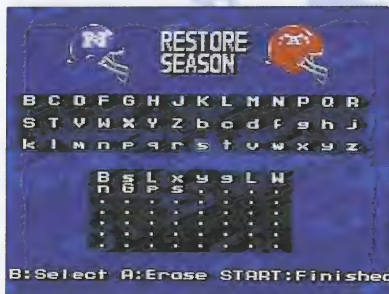 N A
RESTORE
SEASON
B C D F G H J K L M N P Q R
S T V W X Y Z b c d f g h j
k l m n p q r s t v w x y z
B s L x y g L W
n G p s . . . .
. . . . . . . .
. . . . . . . .
. . . . . . . .
. . . . . . . .
B:Select A:Erase START:Finished